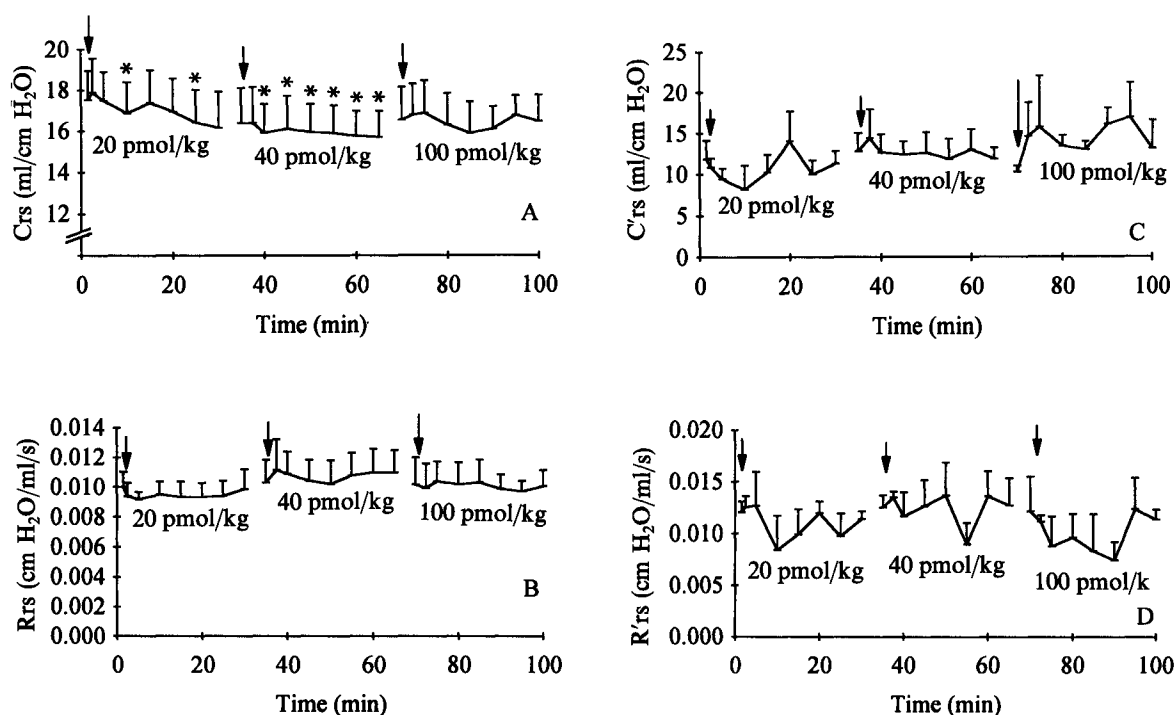 Crs (ml/cm H₂O)
20
18
16
14
12
* * * * * * * *
20 pmol/kg
40 pmol/kg
100 pmol/kg
A
0 20 40 60 80 100
Time (min)
C'rs (ml/cm H₂O)
25
20
15
10
5
0
20 pmol/kg
40 pmol/kg
100 pmol/kg
C
0 20 40 60 80 100
Time (min)
Rrs (cm H₂O/ml/s)
0.014
0.012
0.010
0.008
0.006
0.004
0.002
0.000
20 pmol/kg
40 pmol/kg
100 pmol/kg
B
0 20 40 60 80 100
Time (min)
R'rs (cm H₂O/ml/s)
0.020
0.015
0.010
0.005
0.000
20 pmol/kg
40 pmol/kg
100 pmol/k
D
0 20 40 60 80 100
Time (min)